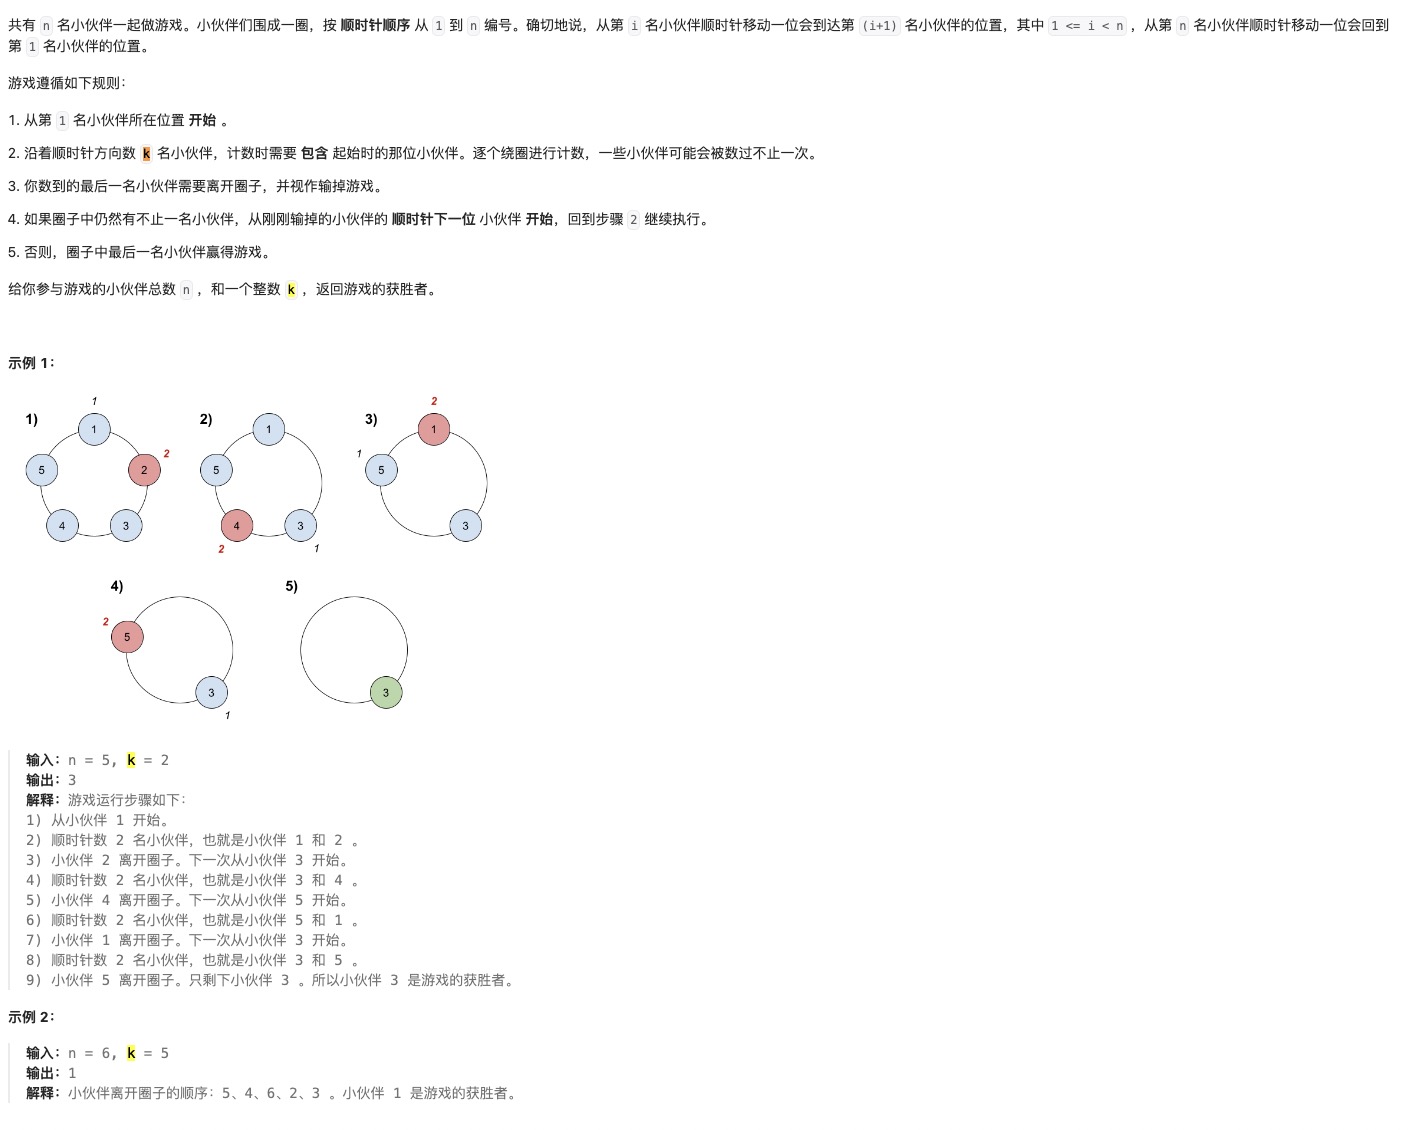 共有 n 名小伙伴一起做游戏。小伙伴们围成一圈，按 顺时针顺序 从 1 到 n 编号。确切地说，从第 i 名小伙伴顺时针移动一位会到达第 (i+1) 名小伙伴的位置，其中 1 <= i < n ，从第 n 名小伙伴顺时针移动一位会回到
第 1 名小伙伴的位置。
游戏遵循如下规则：
1. 从第 1 名小伙伴所在位置 开始 。
2. 沿着顺时针方向数 k 名小伙伴，计数时需要 包含 起始时的那位小伙伴。逐个绕圈进行计数，一些小伙伴可能会被数过不止一次。
3. 你数到的最后一名小伙伴需要离开圈子，并视作输掉游戏。
4. 如果圈子中仍然有不止一名小伙伴，从刚刚输掉的小伙伴的 顺时针下一位 小伙伴 开始，回到步骤 2 继续执行。
5. 否则，圈子中最后一名小伙伴赢得游戏。
给你参与游戏的小伙伴总数 n ，和一个整数 k ，返回游戏的获胜者。
示例 1：
1)
1
1
2
2
3
4
5
2)
1
5
4
2
3
1
3)
2
1
1
5
3
4)
2
5
3
1
5)
3
输入：n = 5, k = 2
输出：3
解释：游戏运行步骤如下：
1) 从小伙伴 1 开始。
2) 顺时针数 2 名小伙伴，也就是小伙伴 1 和 2 。
3) 小伙伴 2 离开圈子。下一次从小伙伴 3 开始。
4) 顺时针数 2 名小伙伴，也就是小伙伴 3 和 4 。
5) 小伙伴 4 离开圈子。下一次从小伙伴 5 开始。
6) 顺时针数 2 名小伙伴，也就是小伙伴 5 和 1 。
7) 小伙伴 1 离开圈子。下一次从小伙伴 3 开始。
8) 顺时针数 2 名小伙伴，也就是小伙伴 3 和 5 。
9) 小伙伴 5 离开圈子。只剩下小伙伴 3 。所以小伙伴 3 是游戏的获胜者。
示例 2：
输入：n = 6, k = 5
输出：1
解释：小伙伴离开圈子的顺序：5、4、6、2、3 。小伙伴 1 是游戏的获胜者。